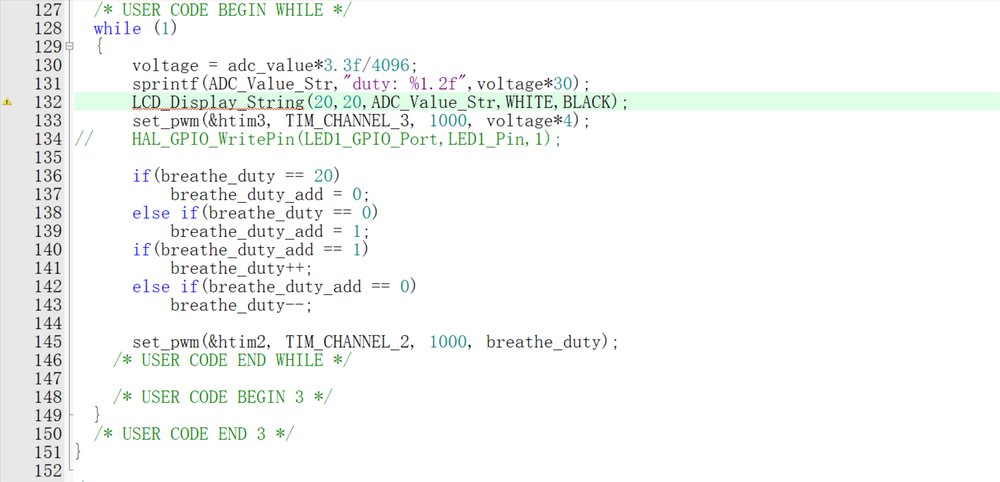 127 /* USER CODE BEGIN WHILE */
128 while (1)
129 {
130 voltage = adc_value*3.3f/4096;
131 sprintf(ADC_Value_Str,"duty: %1.2f",voltage*30);
132 LCD_Display_String(20,20,ADC_Value_Str,WHITE,BLACK);
133 set_pwm(&htim3, TIM_CHANNEL_3, 1000, voltage*4);
134 // HAL_GPIO_WritePin(LED1_GPIO_Port,LED1_Pin,1);
135
136 if(breathe_duty == 20)
137 breathe_duty_add = 0;
138 else if(breathe_duty == 0)
139 breathe_duty_add = 1;
140 if(breathe_duty_add == 1)
141 breathe_duty++;
142 else if(breathe_duty_add == 0)
143 breathe_duty--;
144
145 set_pwm(&htim2, TIM_CHANNEL_2, 1000, breathe_duty);
146 /* USER CODE END WHILE */
147
148 /* USER CODE BEGIN 3 */
149 }
150 /* USER CODE END 3 */
151 }
152